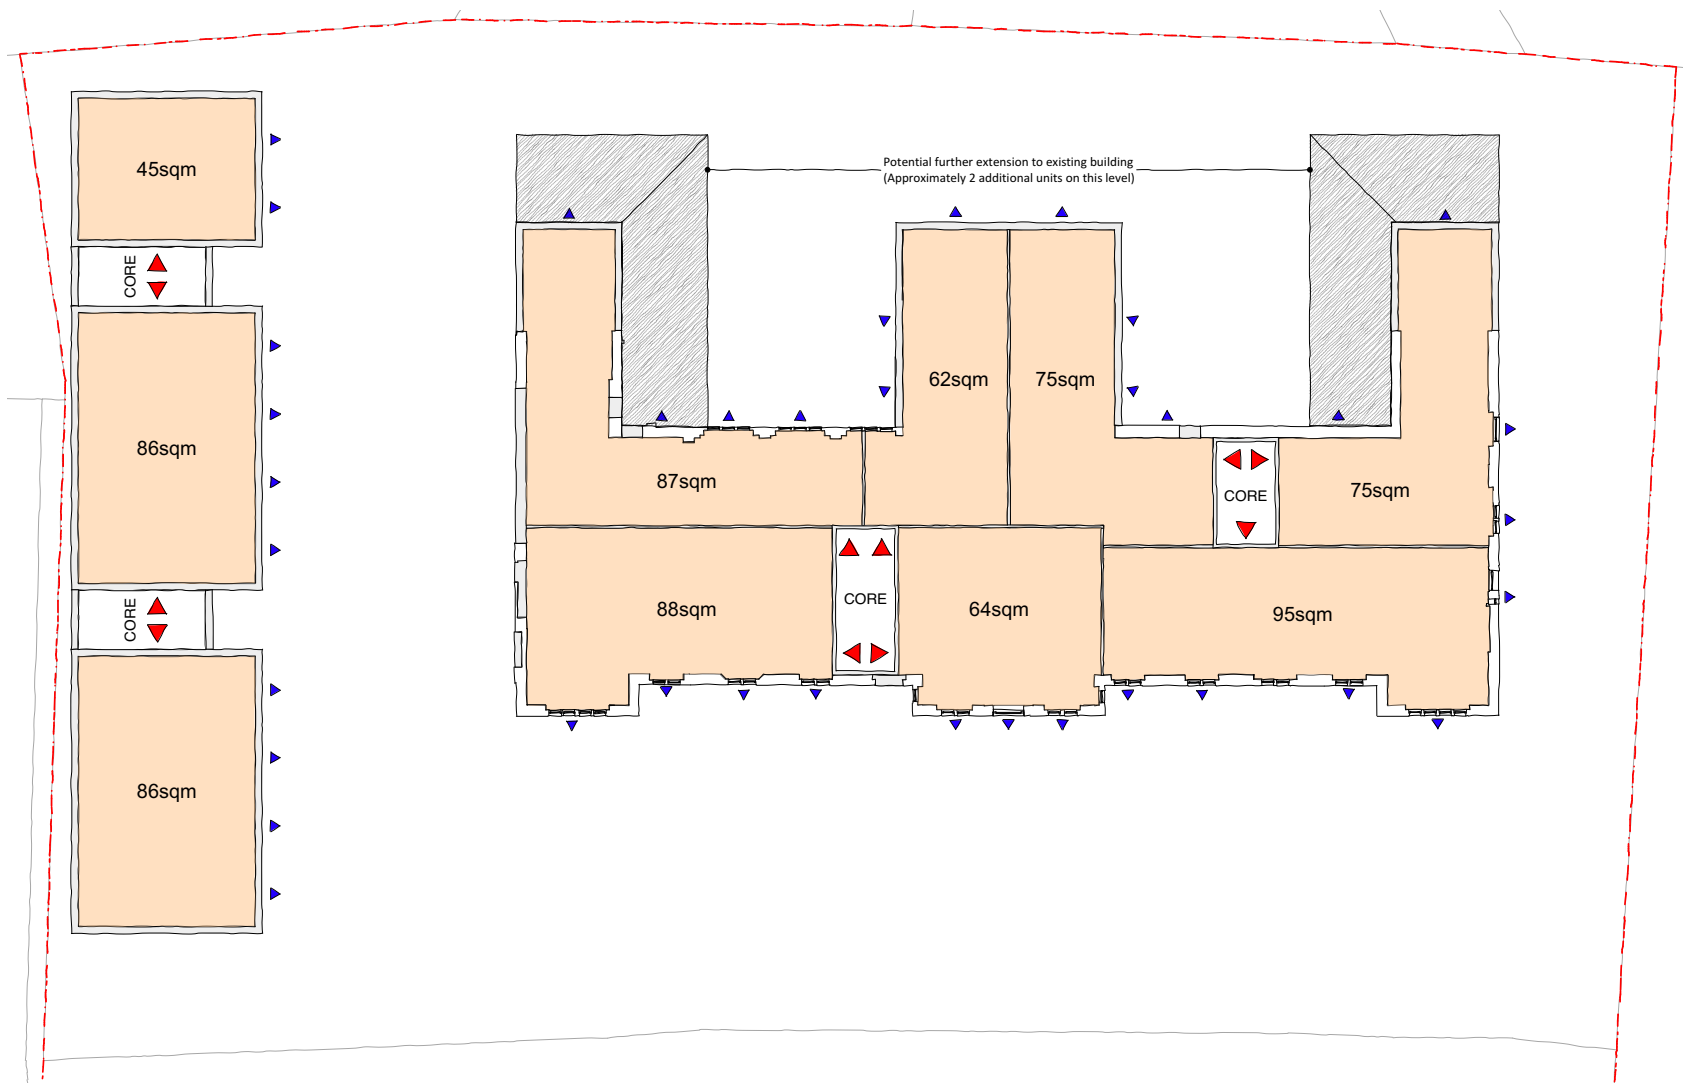 45sqm
CORE
86sqm
CORE
86sqm
Potential further extension to existing building
(Approximately 2 additional units on this level)
62sqm
75sqm
87sqm
CORE
75sqm
88sqm
CORE
64sqm
95sqm